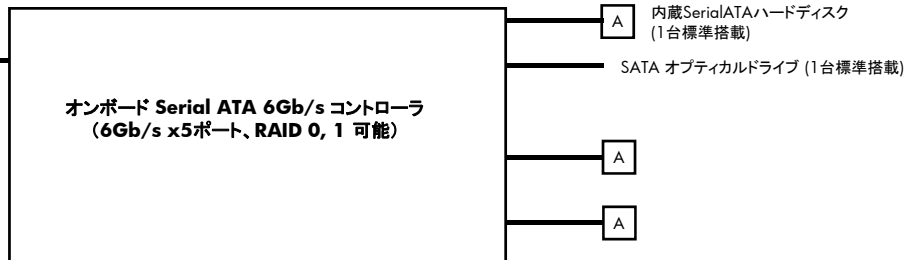 A
内蔵SerialATAハードディスク
(1台標準搭載)
SATA オプティカルドライブ (1台標準搭載)
オンボード Serial ATA 6Gb/s コントローラ
（6Gb/s x5ポート、RAID 0, 1 可能）
A
A